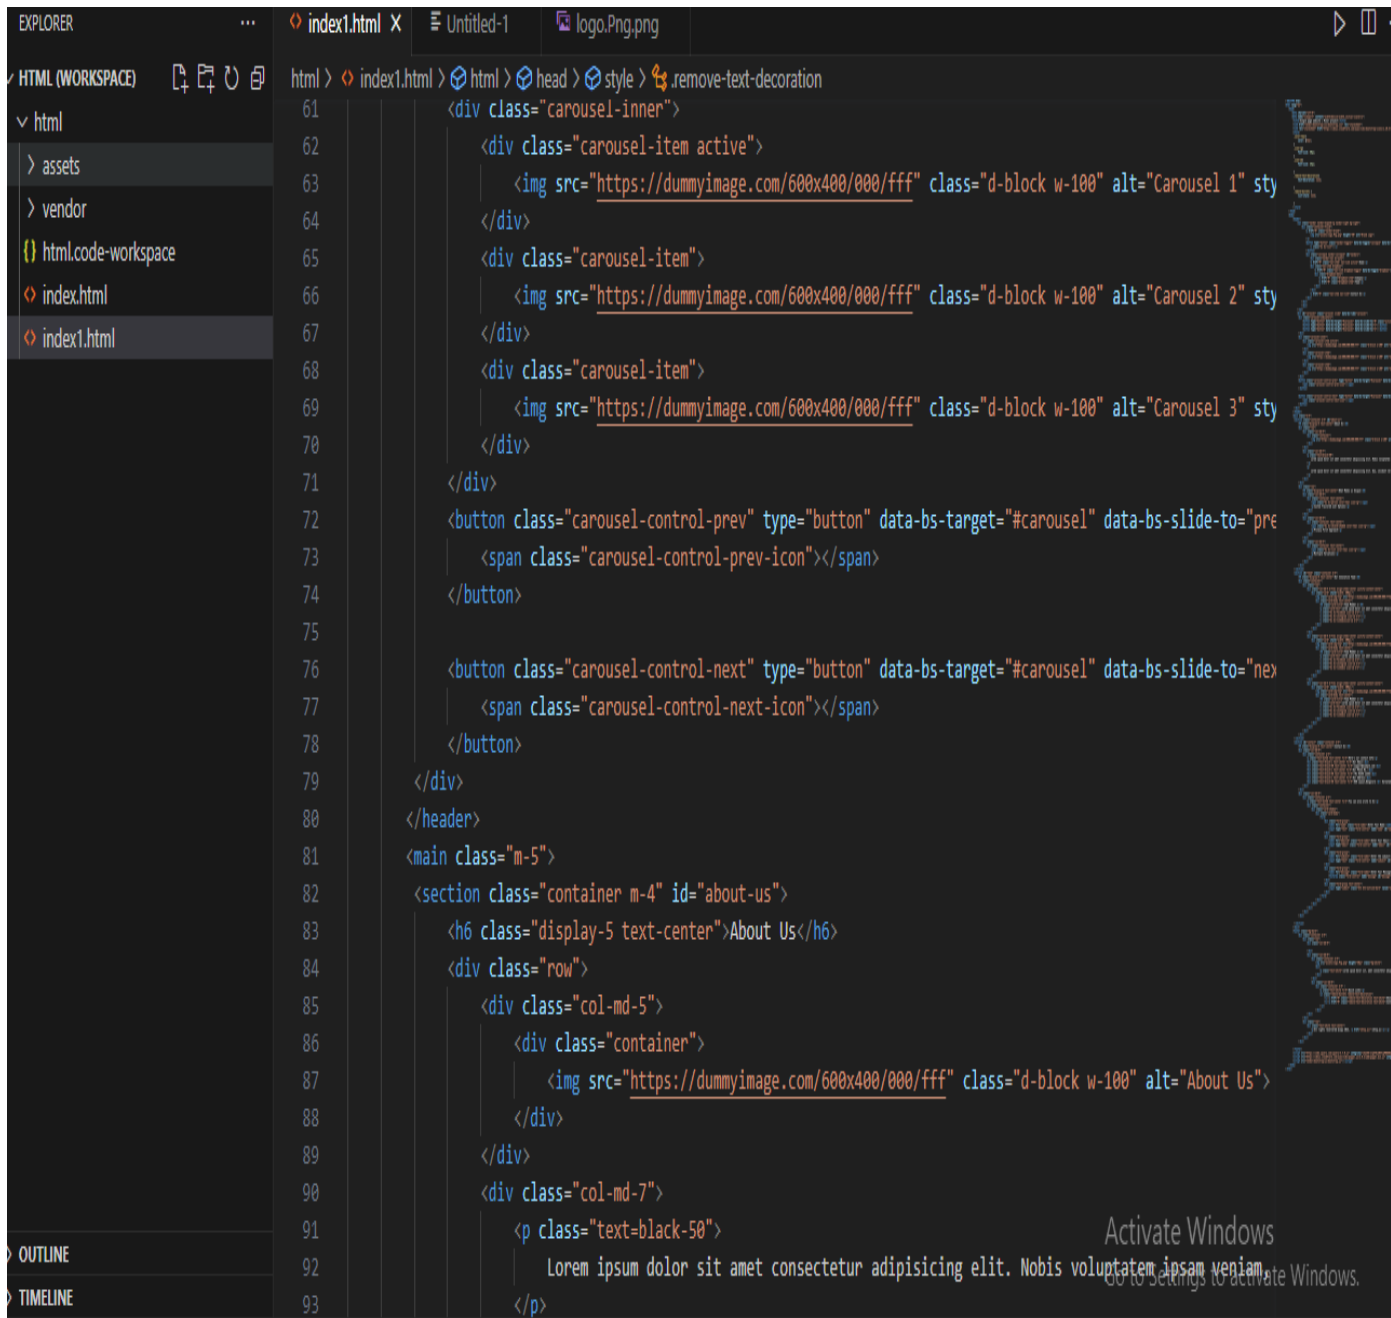 EXPLORER ···
HTML (WORKSPACE)
html
assets
vendor
{} html.code-workspace
<> index.html
<> index1.html
OUTLINE
TIMELINE
<> index1.html X
Untitled-1
logo.Png.png
html > <> index1.html > html > head > style > .remove-text-decoration
61 <div class="carousel-inner">
62 <div class="carousel-item active">
63 <img src="https://dummyimage.com/600x400/000/fff" class="d-block w-100" alt="Carousel 1" sty
64 </div>
65 <div class="carousel-item">
66 <img src="https://dummyimage.com/600x400/000/fff" class="d-block w-100" alt="Carousel 2" sty
67 </div>
68 <div class="carousel-item">
69 <img src="https://dummyimage.com/600x400/000/fff" class="d-block w-100" alt="Carousel 3" sty
70 </div>
71 </div>
72 <button class="carousel-control-prev" type="button" data-bs-target="#carousel" data-bs-slide-to="pre
73 <span class="carousel-control-prev-icon"></span>
74 </button>
75
76 <button class="carousel-control-next" type="button" data-bs-target="#carousel" data-bs-slide-to="nex
77 <span class="carousel-control-next-icon"></span>
78 </button>
79 </div>
80 </header>
81 <main class="m-5">
82 <section class="container m-4" id="about-us">
83 <h6 class="display-5 text-center">About Us</h6>
84 <div class="row">
85 <div class="col-md-5">
86 <div class="container">
87 <img src="https://dummyimage.com/600x400/000/fff" class="d-block w-100" alt="About Us">
88 </div>
89 </div>
90 <div class="col-md-7">
91 <p class="text=black-50">
92 Lorem ipsum dolor sit amet consectetur adipisicing elit. Nobis voluptatem ipsam veniam,
93 </p>
Activate Windows
Go to Settings to activate Windows.